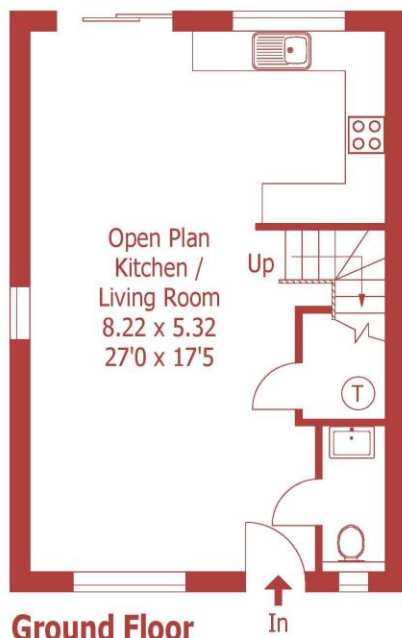 Open Plan
Kitchen /
Living Room
8.22 x 5.32
27'0 x 17'5
Up
T
Ground Floor
In